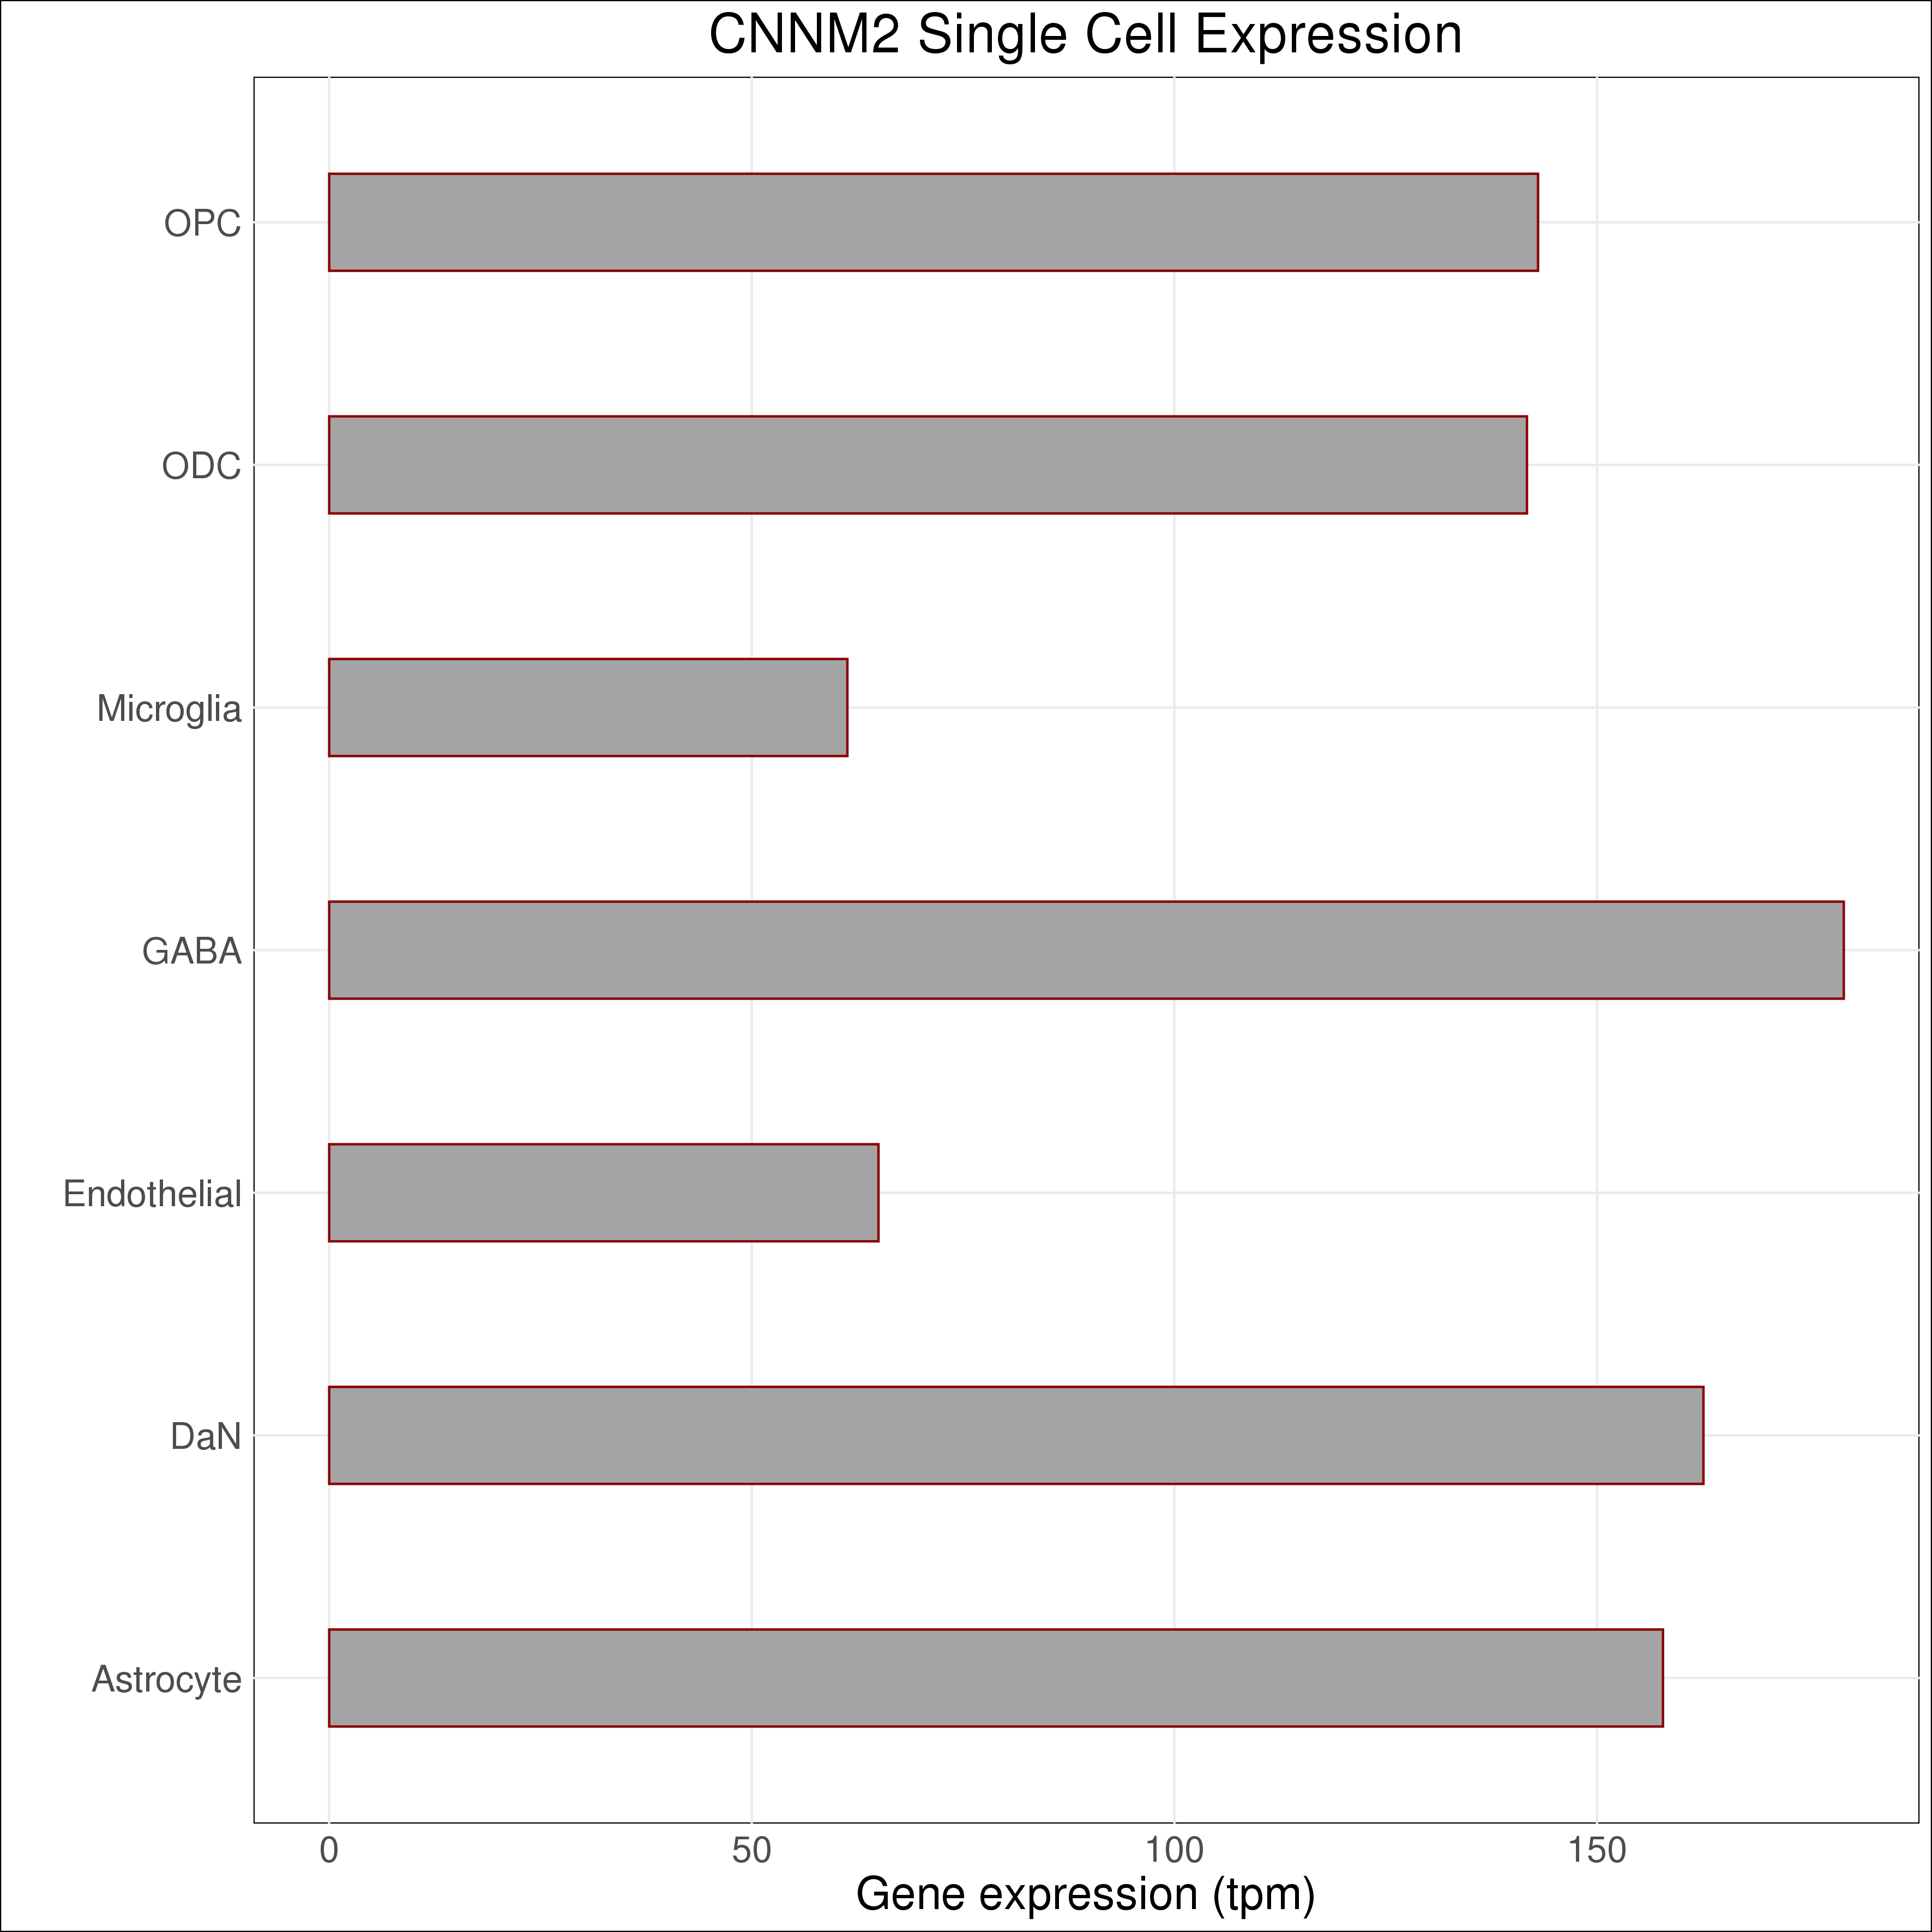 CNNM2 Single Cell Expression
OPC
ODC
Microglia
GABA
Endothelial
DaN
Astrocyte
0 50 100 150
Gene expression (tpm)